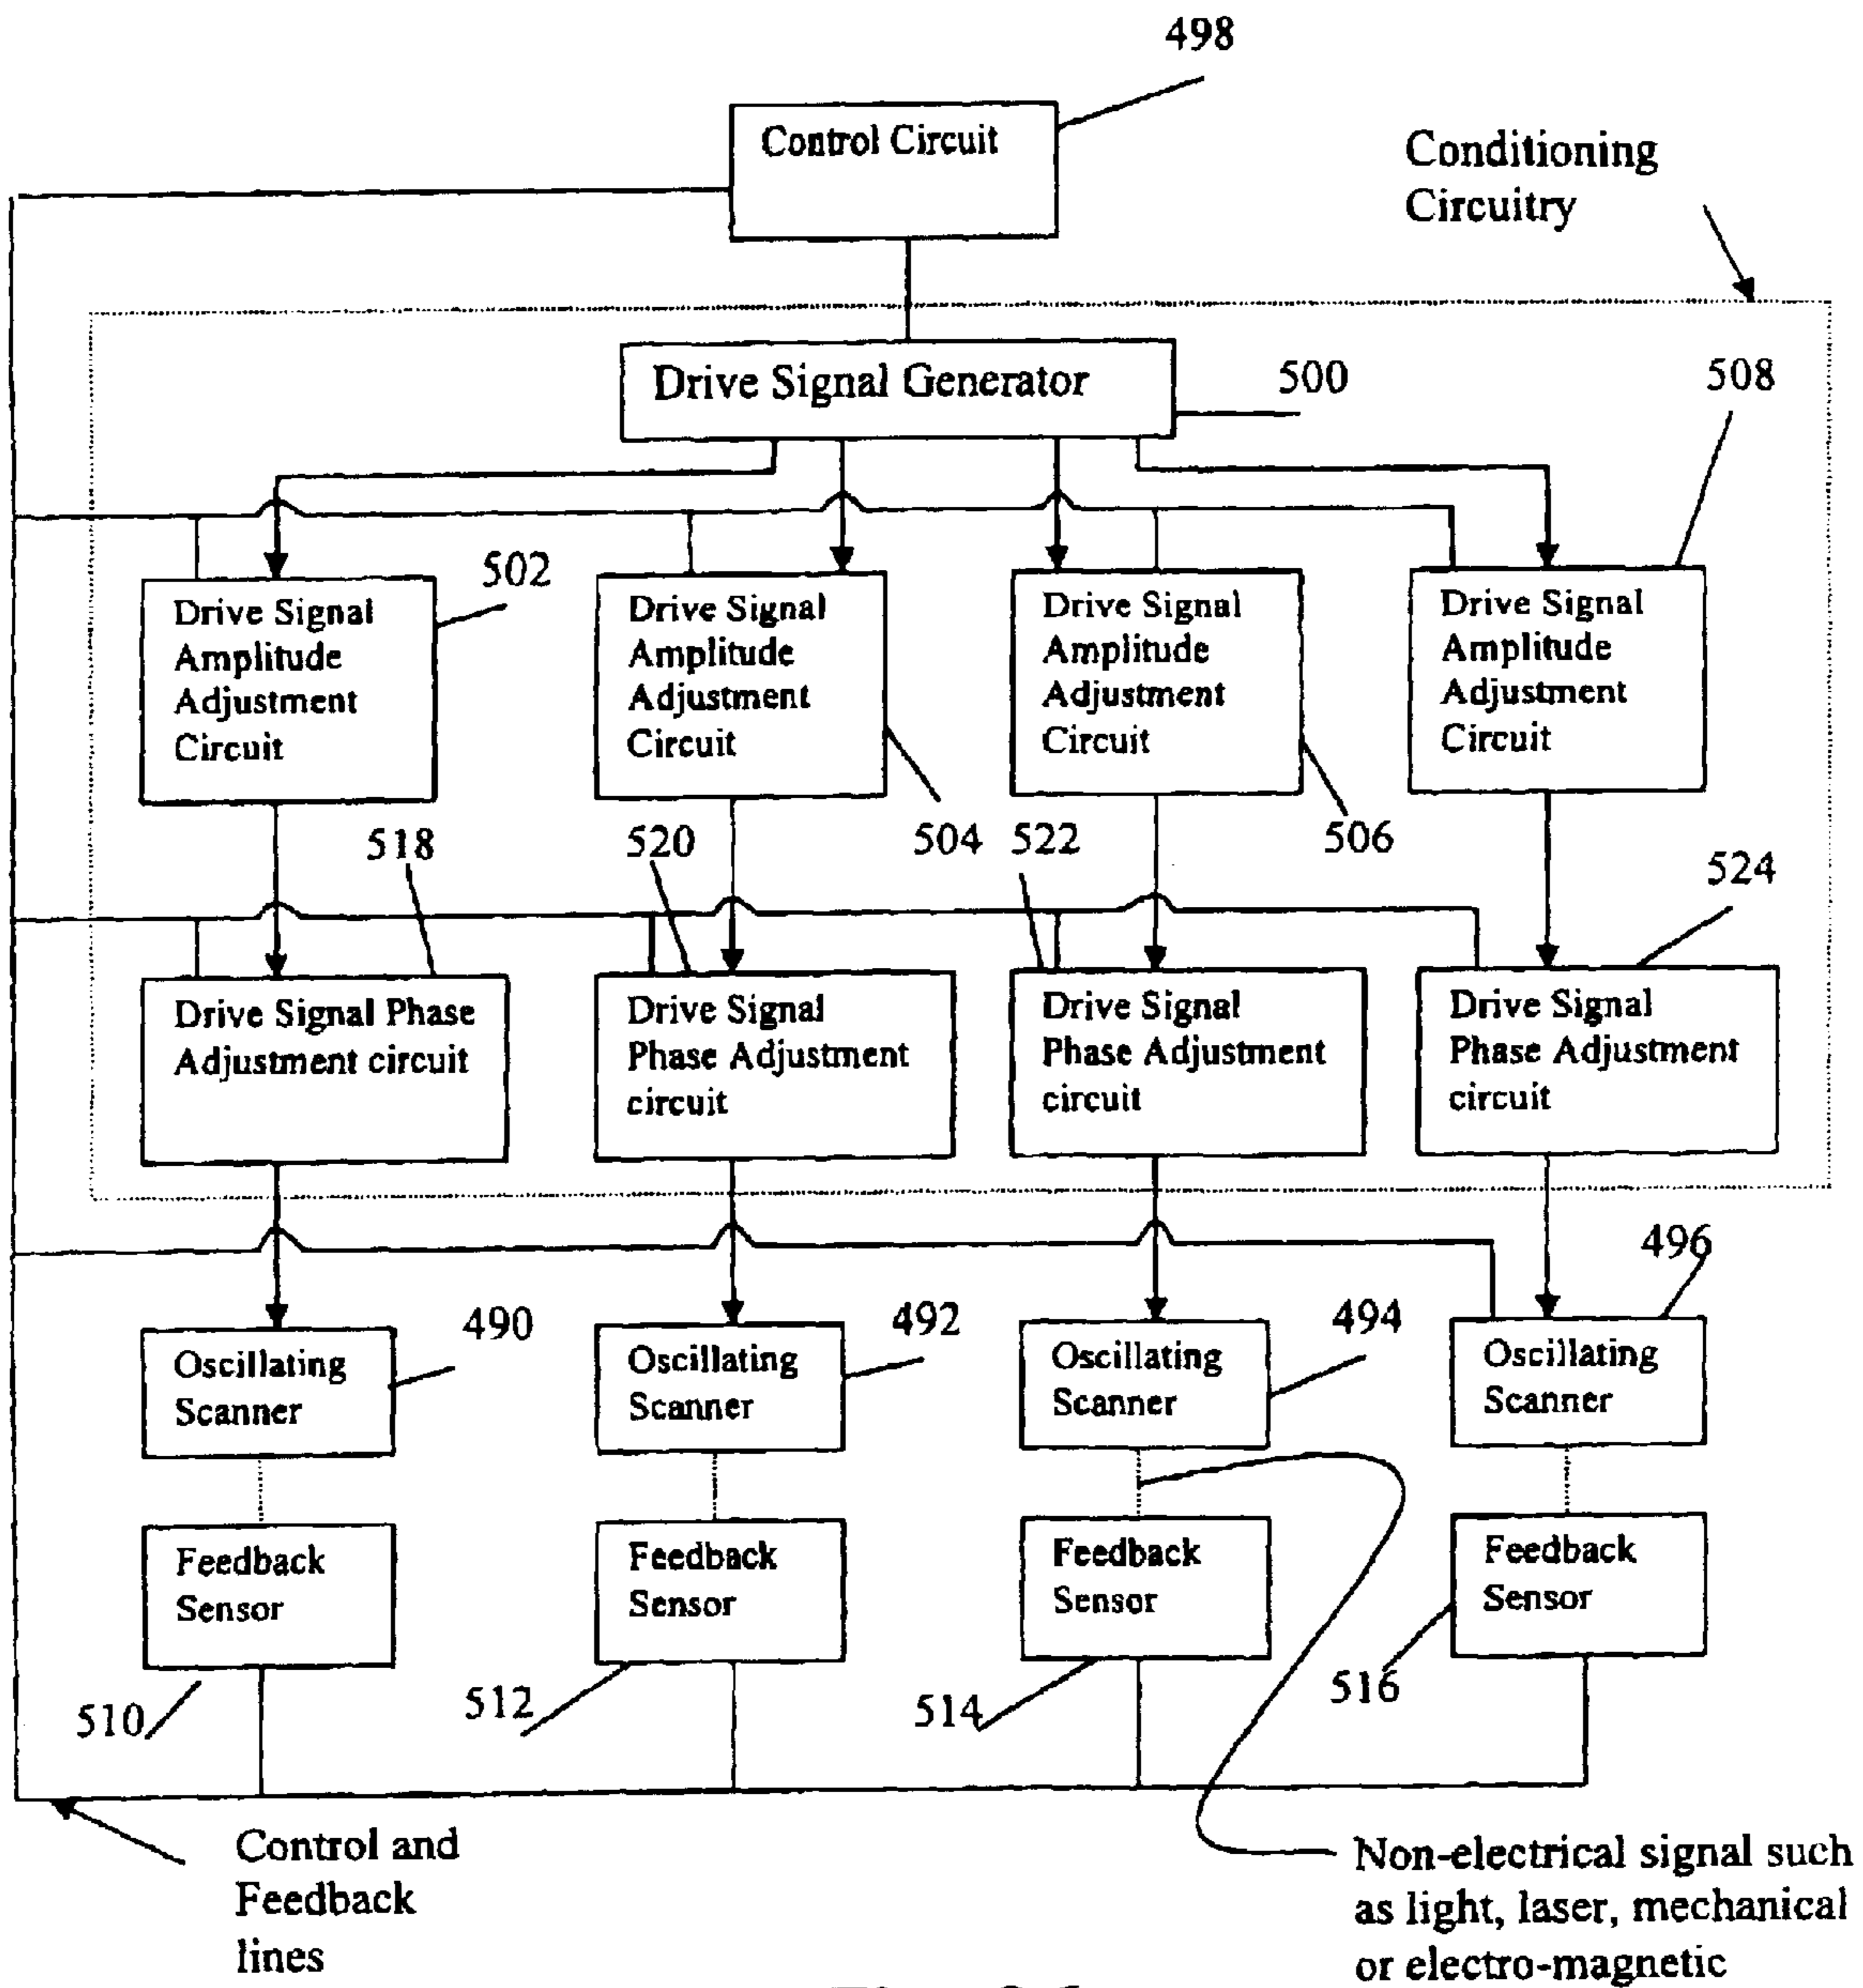 498
Control Circuit
Conditioning
Circuitry
Drive Signal Generator
500
508
502
Drive Signal
Amplitude
Adjustment
Circuit
Drive Signal
Amplitude
Adjustment
Circuit
Drive Signal
Amplitude
Adjustment
Circuit
Drive Signal
Amplitude
Adjustment
Circuit
518
520
504
522
506
524
Drive Signal Phase
Adjustment circuit
Drive Signal
Phase Adjustment
circuit
Drive Signal
Phase Adjustment
circuit
Drive Signal
Phase Adjustment
circuit
496
490
492
494
Oscillating
Scanner
Oscillating
Scanner
Oscillating
Scanner
Oscillating
Scanner
Feedback
Sensor
Feedback
Sensor
Feedback
Sensor
Feedback
Sensor
510
512
514
516
Control and
Feedback
lines
Non-electrical signal such
as light, laser, mechanical
or electro-magnetic